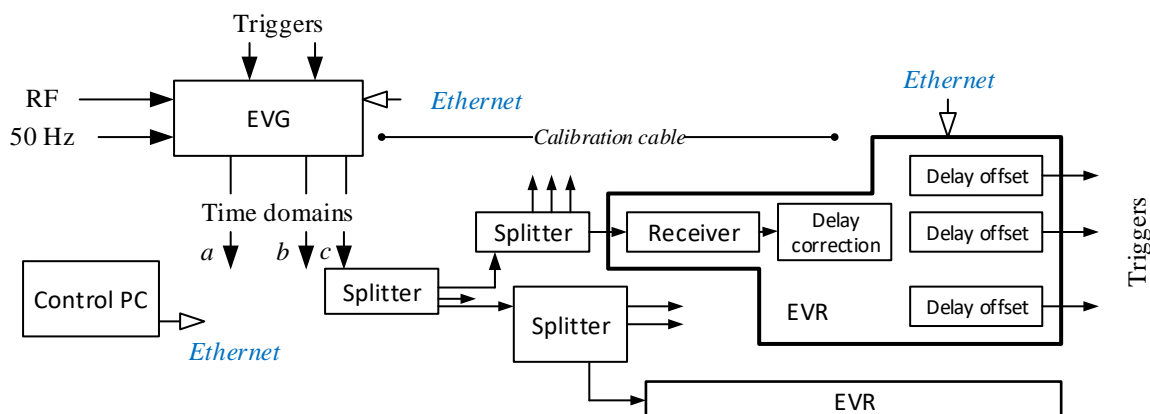 Triggers
RF
50 Hz
EVG
Ethernet
Ethernet
Calibration cable
Delay offset
Time domains
a
b
c
Splitter
Receiver
Delay
correction
Delay offset
Triggers
Control PC
Ethernet
Splitter
Splitter
EVR
Delay offset
EVR